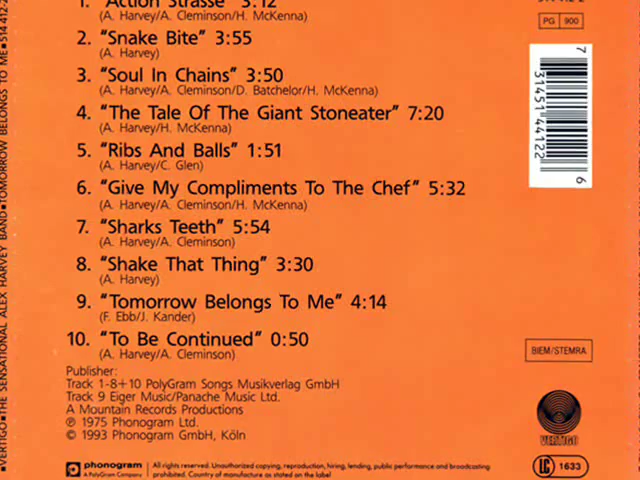 1. "Action Strasse" 3:12
(A. Harvey/A. Cleminson/H. McKenna)
2. "Snake Bite" 3:55
(A. Harvey)
3. "Soul In Chains" 3:50
(A. Harvey/A. Cleminson/D. Batchelor/H. McKenna)
4. "The Tale Of The Giant Stoneater" 7:20
(A. Harvey/H. McKenna)
5. "Ribs And Balls" 1:51
(A. Harvey/C. Glen)
6. "Give My Compliments To The Chef" 5:32
(A. Harvey/A. Cleminson/H. McKenna)
7. "Sharks Teeth" 5:54
(A. Harvey/A. Cleminson)
8. "Shake That Thing" 3:30
(A. Harvey)
9. "Tomorrow Belongs To Me" 4:14
(F. Ebb/J. Kander)
10. "To Be Continued" 0:50
(A. Harvey/A. Cleminson)
Publisher:
Track 1-8+10 PolyGram Songs Musikverlag GmbH
Track 9 Eiger Music/Panache Music Ltd.
A Mountain Records Productions
℗ 1975 Phonogram Ltd.
© 1993 Phonogram GmbH, Köln
phonogram
A PolyGram Company
All rights reserved. Unauthorized copying, reproduction, hiring, lending, public performance and broadcasting
prohibited. Country of manufacture as stated on the label
PG 900
7 31451 44122 6
BIEM/STEMRA
VERTIGO
LC 1633
•VERTIGO•THE SENSATIONAL ALEX HARVEY BAND•TOMORROW BELONGS TO ME•514 412-2